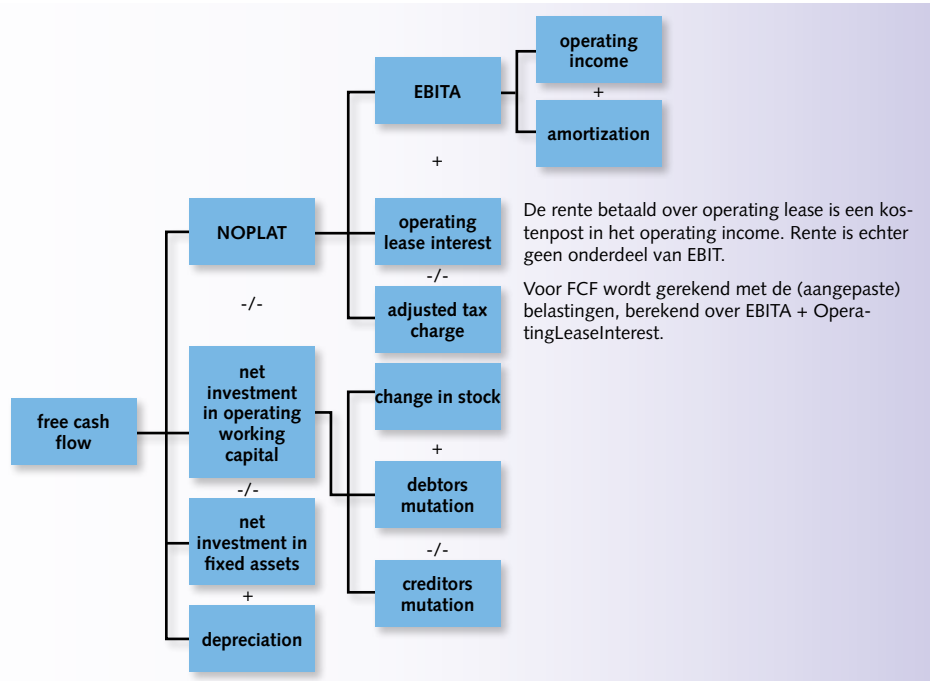 operating
income
+
amortization
EBITA
+
operating
lease interest
-/-
adjusted tax
charge
De rente betaald over operating lease is een kos-
tenpost in het operating income. Rente is echter
geen onderdeel van EBIT.
Voor FCF wordt gerekend met de (aangepaste)
belastingen, berekend over EBITA + Opera-
tingLeaseInterest.
NOPLAT
-/-
net
investment
in operating
working
capital
-/-
net
investment in
fixed assets
+
depreciation
change in stock
+
debtors
mutation
-/-
creditors
mutation
free cash
flow